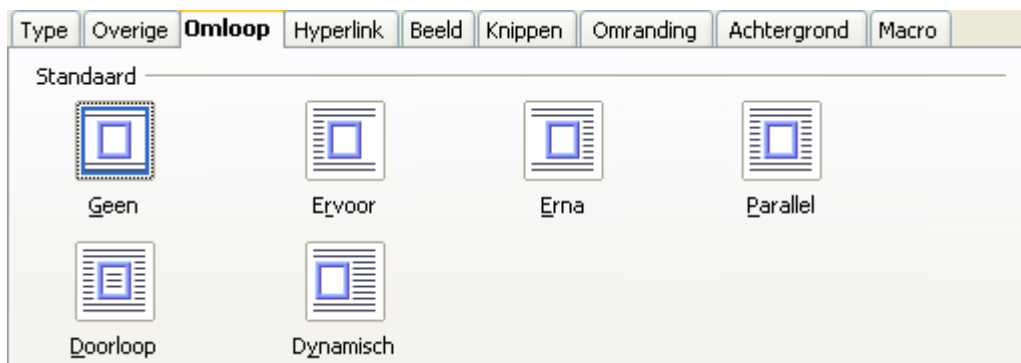 Type Overige Omloop Hyperlink Beeld Knippen Omranding Achtergrond Macro
Standaard
Geen Ervoor Erna Parallel
Doorloop Dynamisch